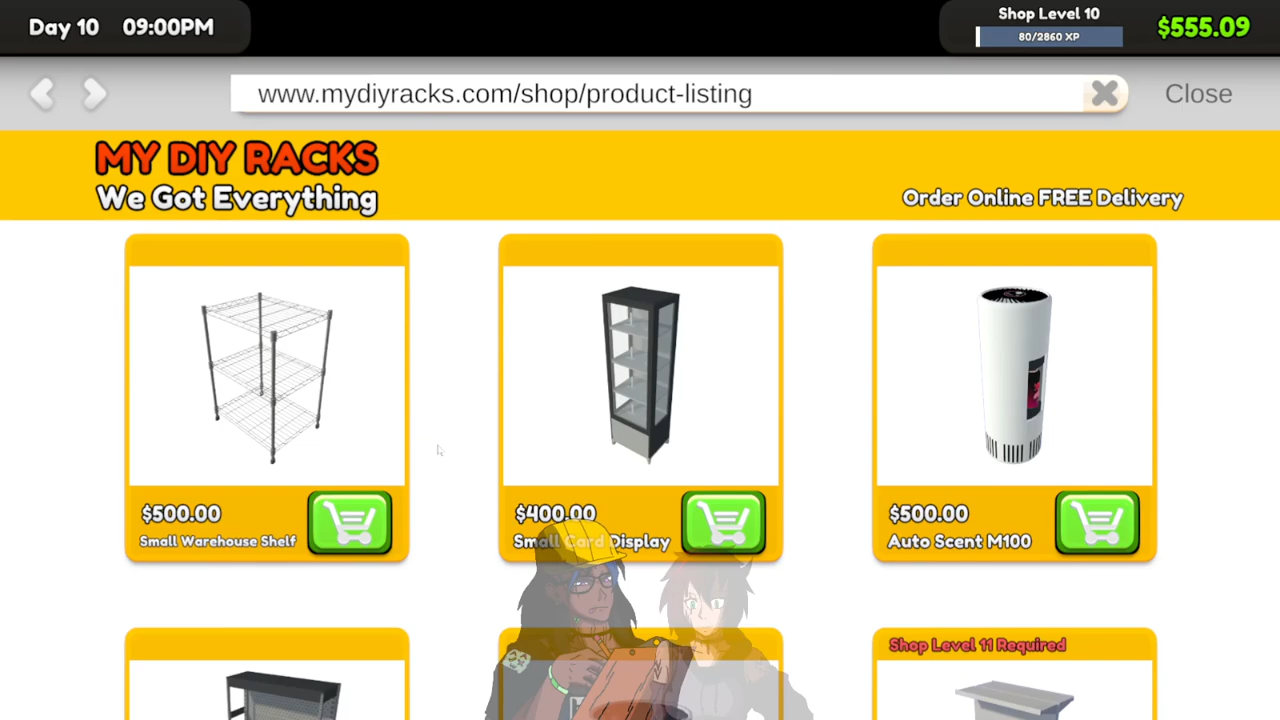 Day 10 09:00PM
Shop Level 10
80/2860 XP
$555.09
www.mydiyracks.com/shop/product-listing
Close
MY DIY RACKS
We Got Everything
Order Online FREE Delivery
$500.00
Small Warehouse Shelf
$400.00
Small Card Display
$500.00
Auto Scent M100
Shop Level 11 Required